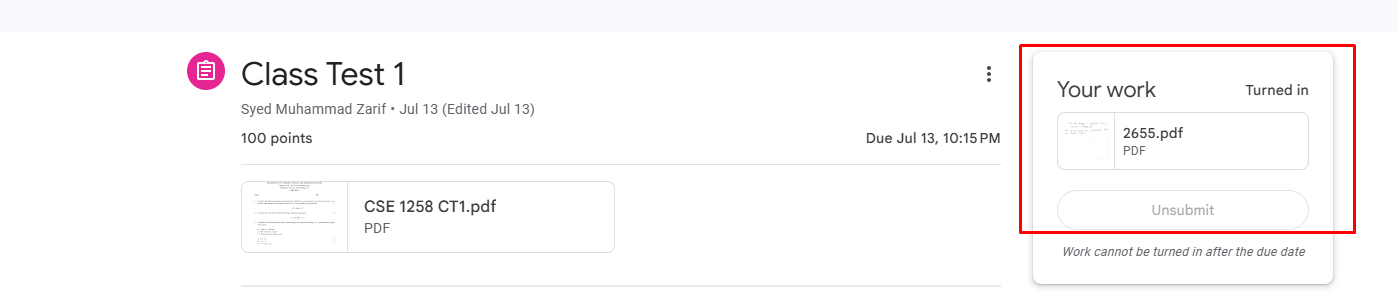 Class Test 1
Syed Muhammad Zarif • Jul 13 (Edited Jul 13)
100 points
Due Jul 13, 10:15 PM
CSE 1258 CT1.pdf
PDF
Your work
Turned in
2655.pdf
PDF
Unsubmit
Work cannot be turned in after the due date